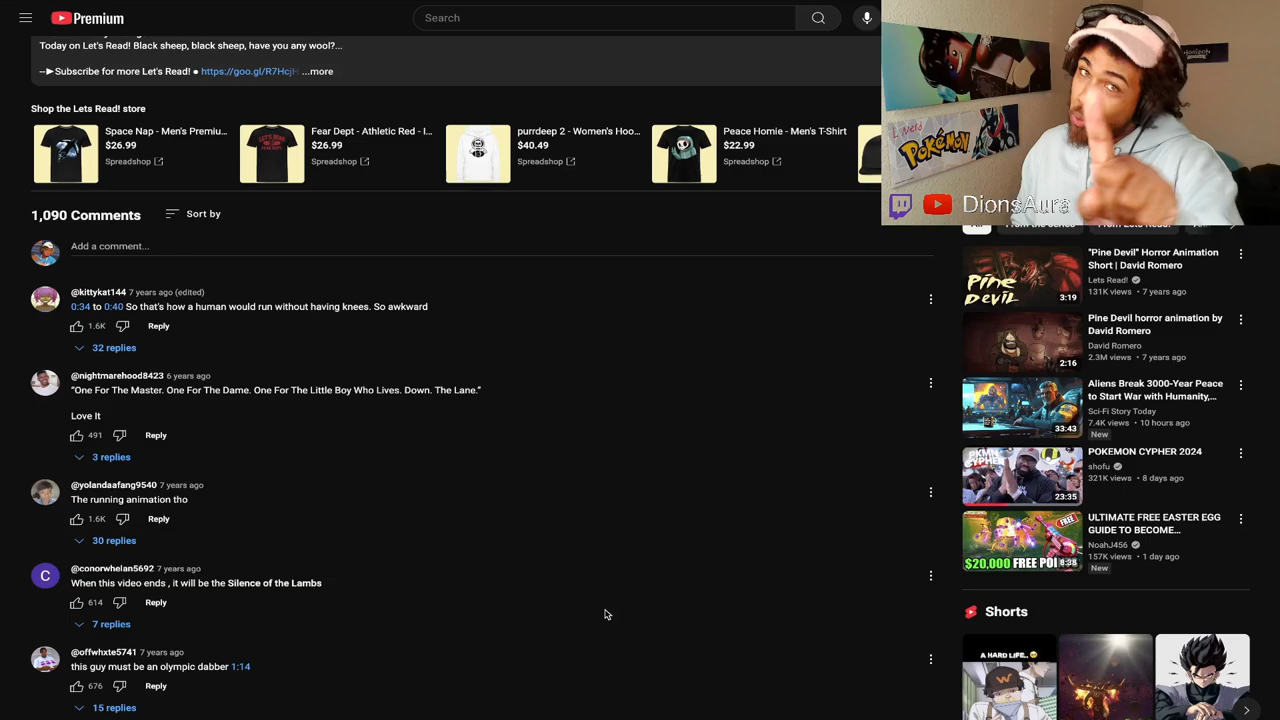 Premium
Search
Today on Let's Read! Black sheep, black sheep, have you any wool?...
--►Subscribe for more Let's Read! ● https://goo.gl/R7Hcj ...more
Shop the Lets Read! store
Space Nap - Men's Premiu...
$26.99
Spreadshop
Fear Dept - Athletic Red - I...
$26.99
Spreadshop
purrdeep 2 - Women's Hoo...
$40.49
Spreadshop
Peace Homie - Men's T-Shirt
$22.99
Spreadshop
1,090 Comments
Sort by
Add a comment...
@kittykat144 7 years ago (edited)
0:34 to 0:40 So that's how a human would run without having knees. So awkward
1.6K Reply
32 replies
@nightmarehood8423 6 years ago
“One For The Master. One For The Dame. One For The Little Boy Who Lives. Down. The Lane.”
Love It
491 Reply
3 replies
@yolandaafang9540 7 years ago
The running animation tho
1.6K Reply
30 replies
C
@conorwhelan5692 7 years ago
When this video ends , it will be the Silence of the Lambs
614 Reply
7 replies
@offwhxte5741 7 years ago
this guy must be an olympic dabber 1:14
676 Reply
15 replies
Pokémon
DionsAura
Pine
Devil
3:19
"Pine Devil" Horror Animation
Short | David Romero
Lets Read!
131K views • 7 years ago
2:16
Pine Devil horror animation by
David Romero
David Romero
2.3M views • 7 years ago
33:43
Aliens Break 3000-Year Peace
to Start War with Humanity,...
Sci-Fi Story Today
7.4K views • 10 hours ago
New
PKMN
CYPHER
23:35
POKEMON CYPHER 2024
shofu
321K views • 8 days ago
FREE
$20,000 FREE POI
8:38
ULTIMATE FREE EASTER EGG
GUIDE TO BECOME...
NoahJ456
157K views • 1 day ago
New
Shorts
A HARD LIFE..